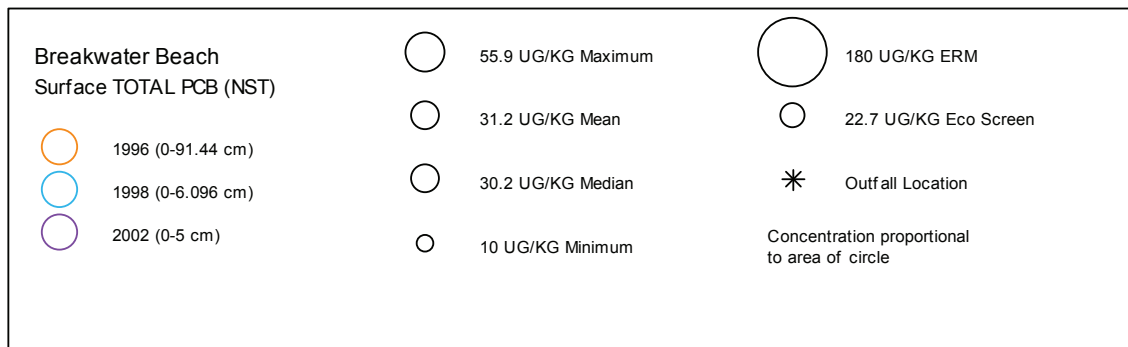 Breakwater Beach
Surface TOTAL PCB (NST)
1996 (0-91.44 cm)
1998 (0-6.096 cm)
2002 (0-5 cm)
55.9 UG/KG Maximum
31.2 UG/KG Mean
30.2 UG/KG Median
10 UG/KG Minimum
180 UG/KG ERM
22.7 UG/KG Eco Screen
Outfall Location
Concentration proportional
to area of circle